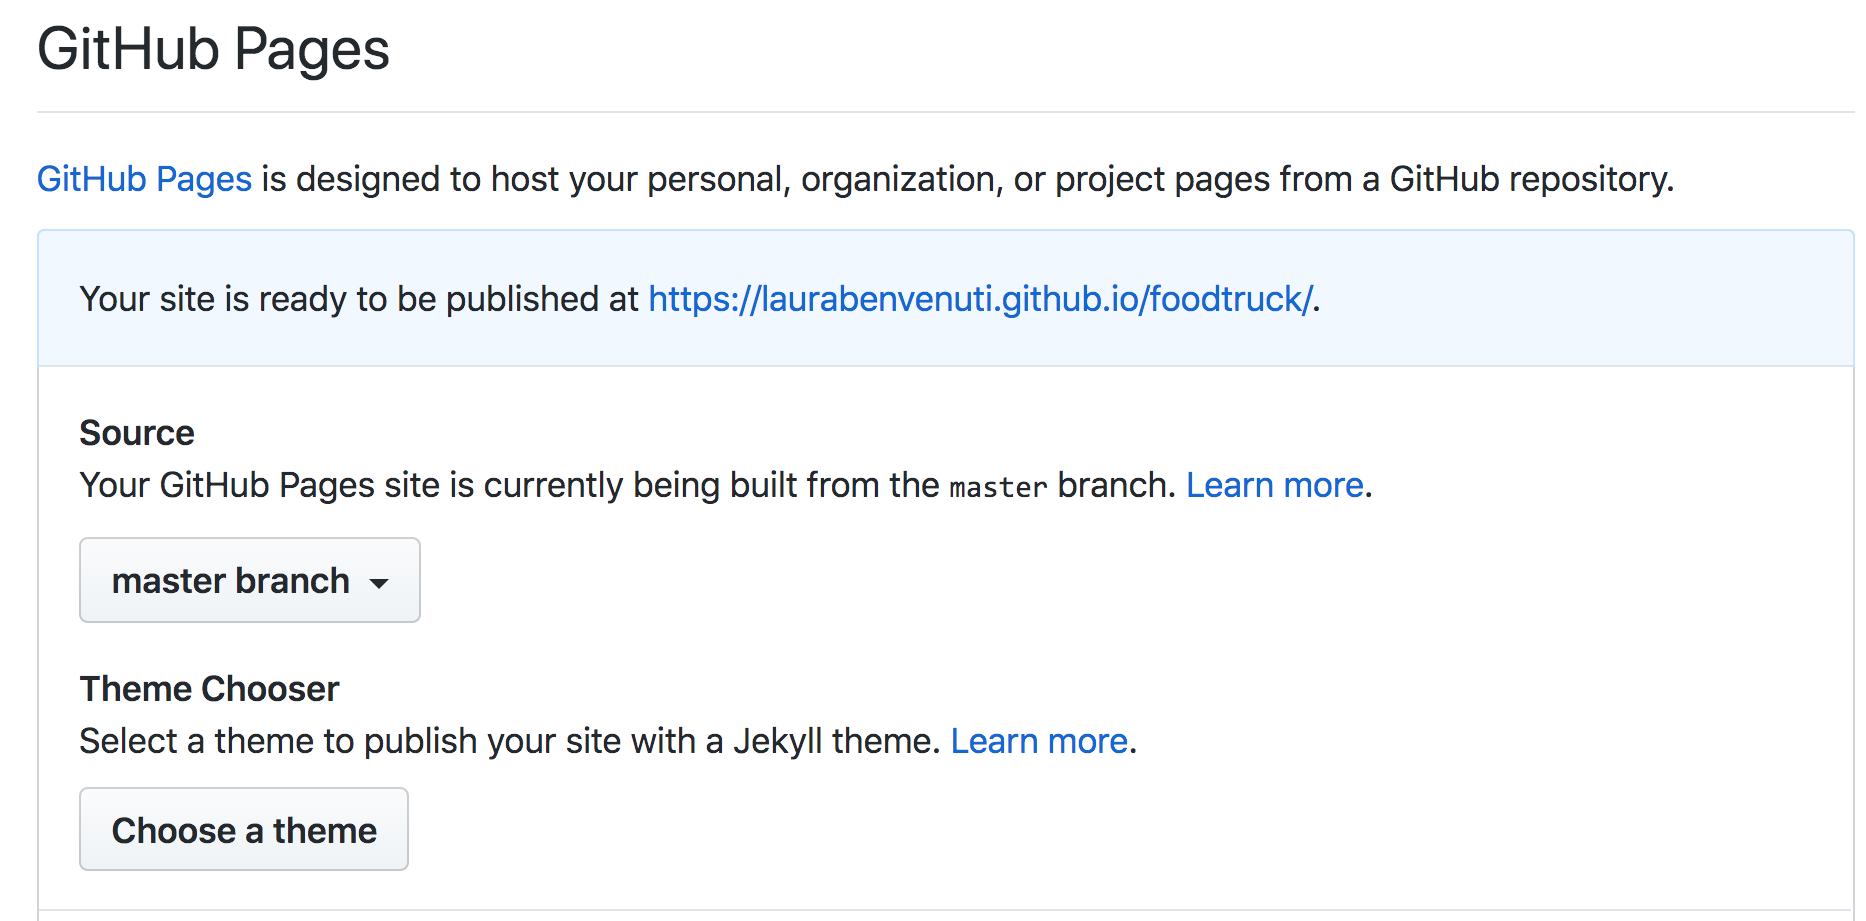 GitHub Pages
GitHub Pages is designed to host your personal, organization, or project pages from a GitHub repository.
Your site is ready to be published at https://laurabenvenuti.github.io/foodtruck/.
Source
Your GitHub Pages site is currently being built from the master branch. Learn more.
master branch
Theme Chooser
Select a theme to publish your site with a Jekyll theme. Learn more.
Choose a theme